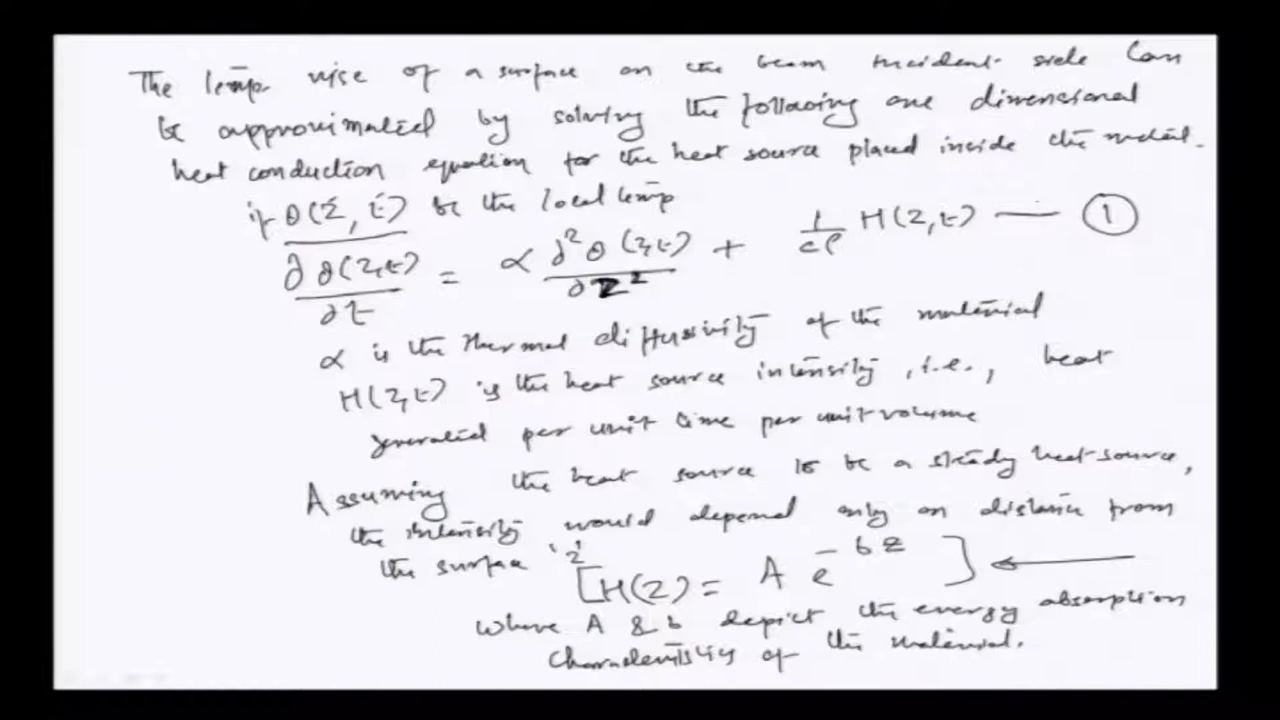 The temp rise of a surface on the beam incident side can
be approximated by solving the following one dimensional
heat conduction equation for the heat source placed inside the metal.
if θ(z, t) be the local temp
∂θ(z,t)/∂t = α ∂²θ(z,t)/∂z² + 1/cρ H(z,t) — ①
α is the thermal diffusivity of the material
H(z,t) is the heat source intensity, i.e., heat
generated per unit time per unit volume
Assuming the heat source to be a steady heat source,
the intensity would depend only on distance from
the surface 'z'
[H(z) = A e^{-bz}] ←
where A & b depict the energy absorption
characteristics of the material.